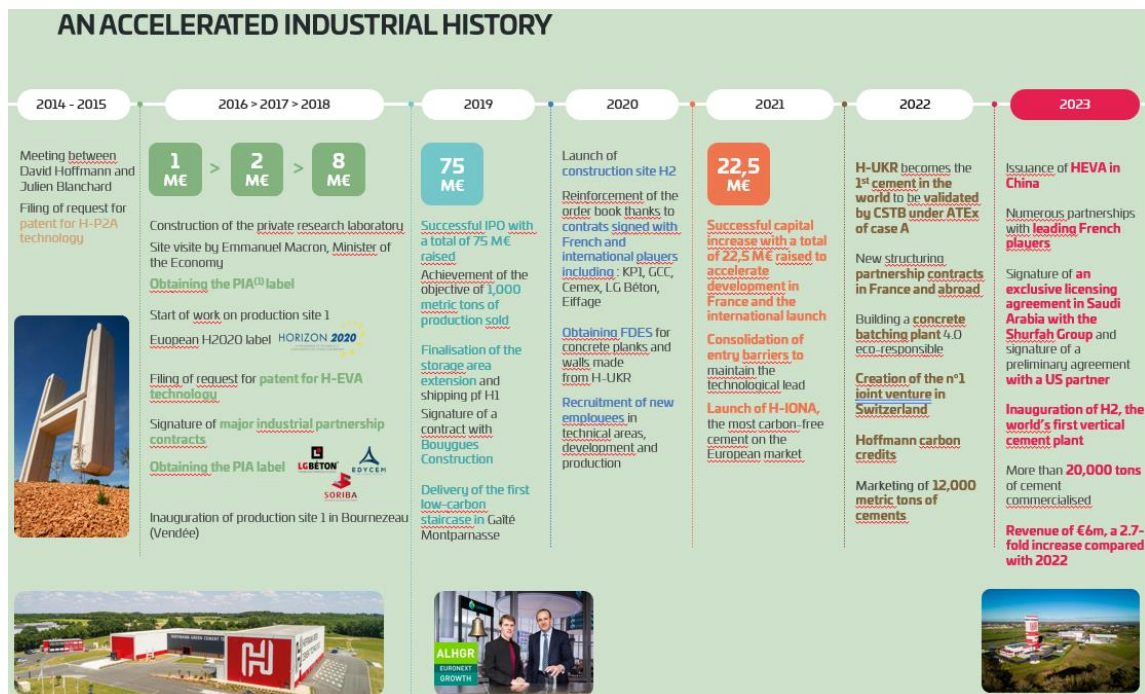 AN ACCELERATED INDUSTRIAL HISTORY
2014 - 2015
Meeting between
David Hoffmann and
Julien Blanchard
Filing of request for
patent for H-P2A
technology
2016 > 2017 > 2018
1
M€
>
2
M€
>
8
M€
Construction of the private research laboratory
Site visite by Emmanuel Macron, Minister of
the Economy
Obtaining the PIA(1) label
Start of work on production site 1
Euopean H2020 label
HORIZON 2020
Filing of request for patent for H-EVA
technology
Signature of major industrial partnership
contracts
Obtaining the PIA label
LGBÉTON
EDYCEM
SORIBA
Inauguration of production site 1 in Bournezeau
(Vendée)
2019
75
M€
Successful IPO with
a total of 75 M€
raised
Achievement of the
objective of 1,000
metric tons of
production sold
Finalisation of the
storage area
extension and
shipping pf H1
Signature of a
contract with
Bouygues
Construction
Delivery of the first
low-carbon
staircase in Gaîté
Montparnasse
ALHGR
EURONEXT
GROWTH
2020
Launch of
construction site H2
Reinforcement of the
order book thanks to
contrats signed with
French and
international players
including : KP1, GCC,
Cemex, LG Béton,
Eiffage
Obtaining FDES for
concrete planks and
walls made
from H-UKR
Recruitment of new
employees in
technical areas,
development and
production
2021
22,5
M€
Successful capital
increase with a total
of 22,5 M€ raised to
accelerate
development in
France and the
international launch
Consolidation of
entry barriers to
maintain the
technological lead
Launch of H-IONA,
the most carbon-free
cement on the
European market
2022
H-UKR becomes the
1st cement in the
world to be validated
by CSTB under ATEx
of case A
New structuring
partnership contracts
in France and abroad
Building a concrete
batching plant 4.0
eco-responsible
Creation of the n°1
joint venture in
Switzerland
Hoffmann carbon
credits
Marketing of 12,000
metric tons of
cements
2023
Issuance of HEVA in
China
Numerous partnerships
with leading French
players
Signature of an
exclusive licensing
agreement in Saudi
Arabia with the
Shurfah Group and
signature of a
preliminary agreement
with a US partner
Inauguration of H2, the
world's first vertical
cement plant
More than 20,000 tons
of cement
commercialised
Revenue of €6m, a 2.7-
fold increase compared
with 2022